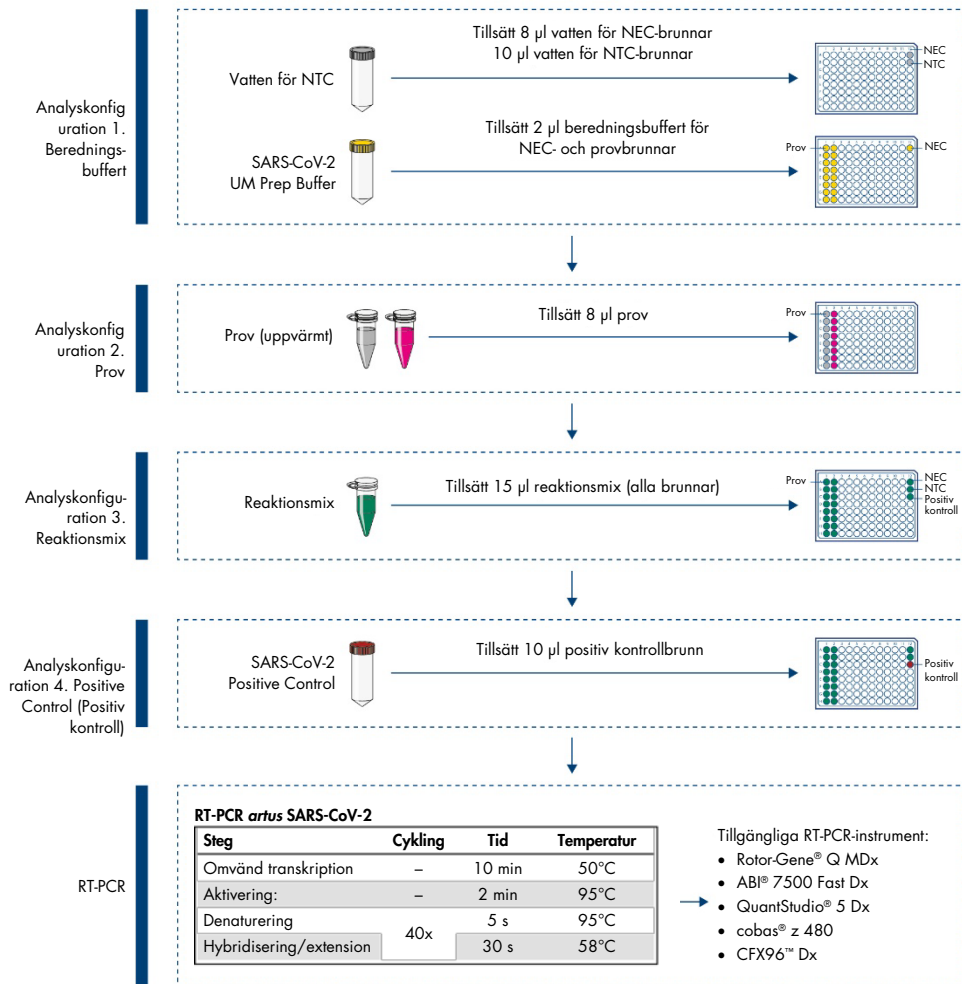 Analyskonfig
uration 1.
Berednings-
buffert
Vatten för NTC
Tillsätt 8 µl vatten för NEC-brunnar
10 µl vatten för NTC-brunnar
NEC
NTC
SARS-CoV-2
UM Prep Buffer
Tillsätt 2 µl beredningsbuffert för
NEC- och provbrunnar
Prov
NEC
Analyskonfig
uration 2.
Prov
Prov (uppvärmt)
Tillsätt 8 µl prov
Prov
Analyskonfigu-
ration 3.
Reaktionsmix
Reaktionsmix
Tillsätt 15 µl reaktionsmix (alla brunnar)
Prov
NEC
NTC
Positiv
kontroll
Analyskonfigu-
ration 4. Positive
Control (Positiv
kontroll)
SARS-CoV-2
Positive Control
Tillsätt 10 µl positiv kontrollbrunn
Positiv
kontroll
RT-PCR
RT-PCR artus SARS-CoV-2
Steg Cykling Tid Temperatur
Omvänd transkription – 10 min 50°C
Aktivering: – 2 min 95°C
Denaturering 40x 5 s 95°C
Hybridisering/extension 30 s 58°C
Tillgängliga RT-PCR-instrument:
• Rotor-Gene® Q MDx
• ABI® 7500 Fast Dx
• QuantStudio® 5 Dx
• cobas® z 480
• CFX96™ Dx